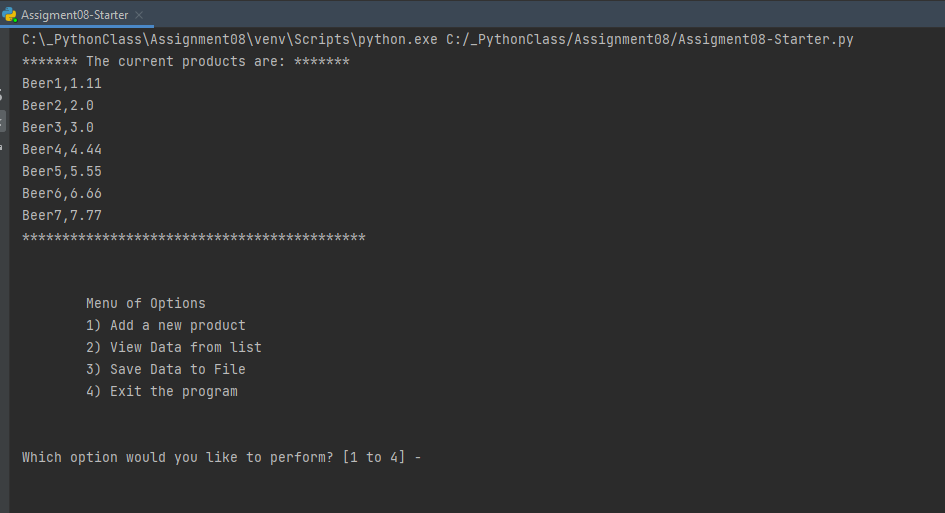 Assigment08-Starter
C:\_PythonClass\Assignment08\venv\Scripts\python.exe C:/_PythonClass/Assignment08/Assigment08-Starter.py
******* The current products are: *******
Beer1,1.11
Beer2,2.0
Beer3,3.0
Beer4,4.44
Beer5,5.55
Beer6,6.66
Beer7,7.77
*******************************************
Menu of Options
1) Add a new product
2) View Data from list
3) Save Data to File
4) Exit the program
Which option would you like to perform? [1 to 4] -